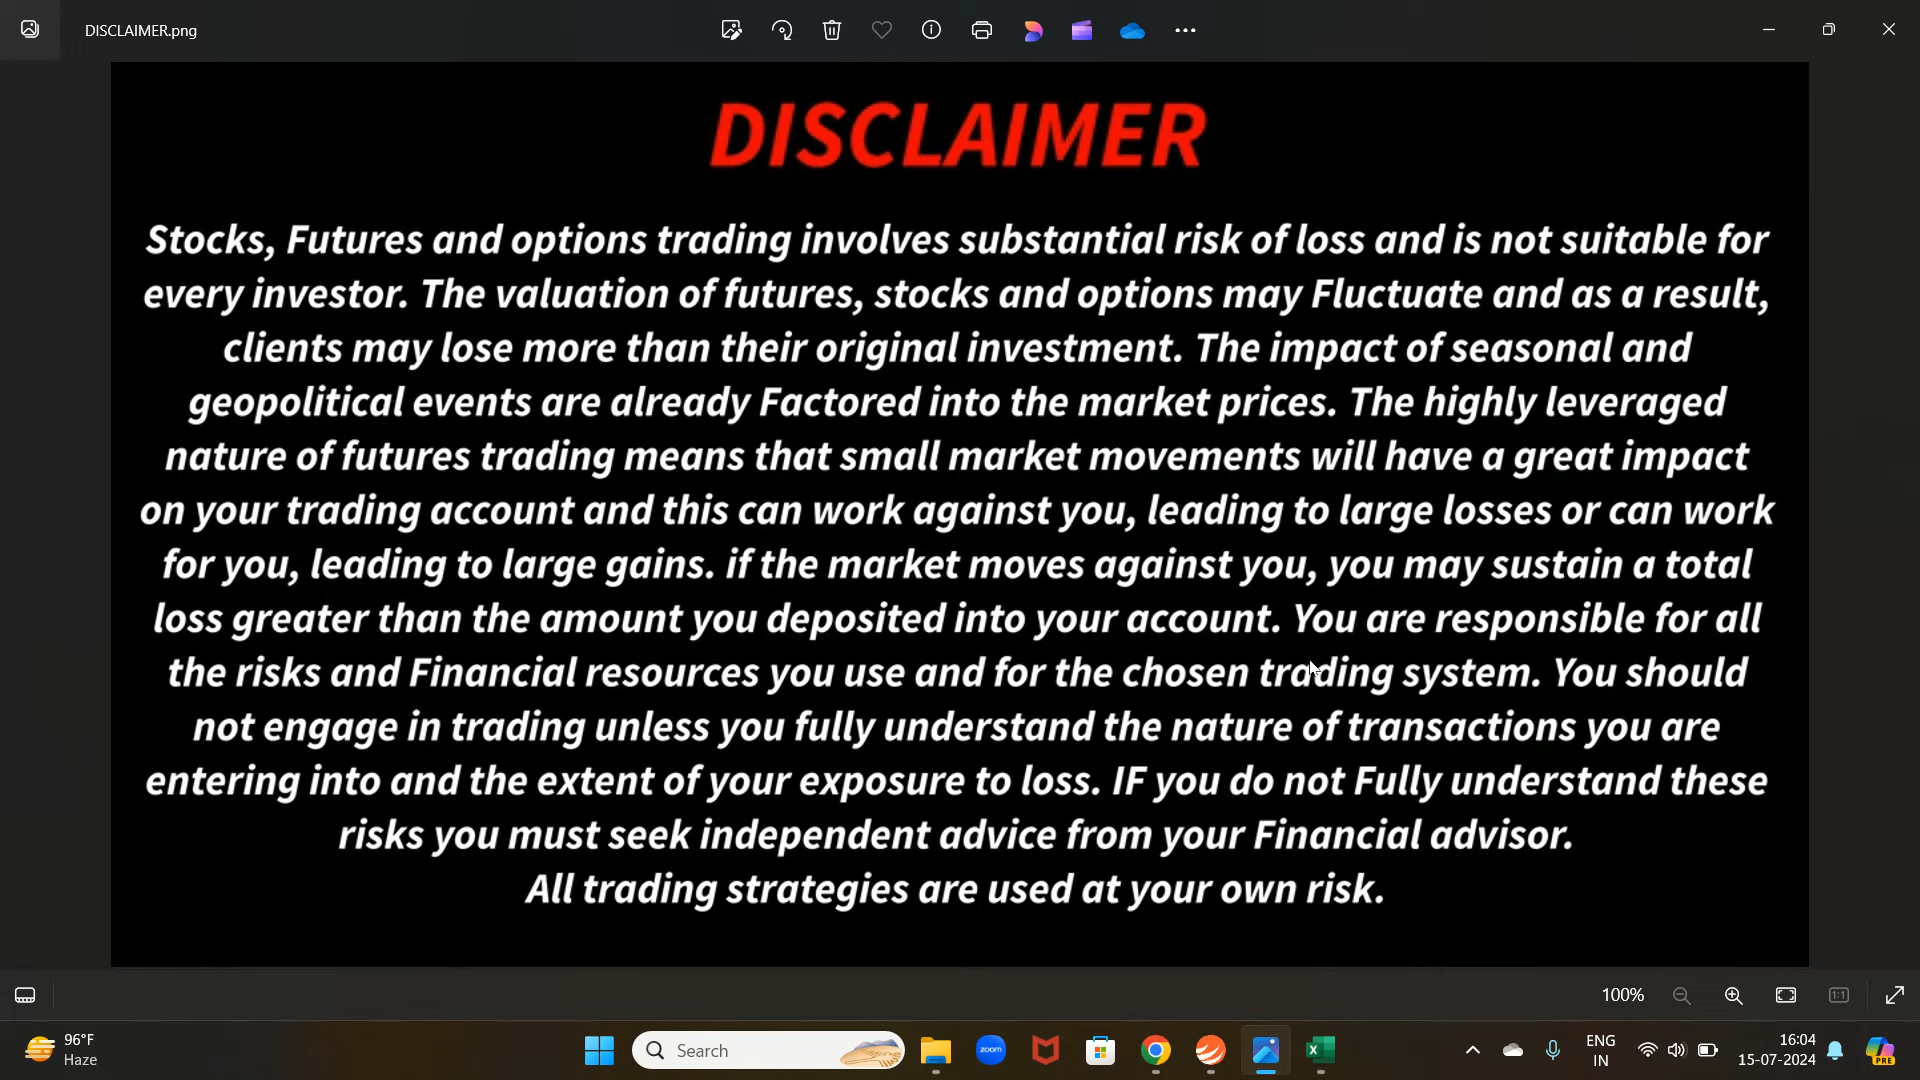 DISCLAIMER.png
DISCLAIMER
Stocks, Futures and options trading involves substantial risk of loss and is not suitable for
every investor. The valuation of futures, stocks and options may Fluctuate and as a result,
clients may lose more than their original investment. The impact of seasonal and
geopolitical events are already Factored into the market prices. The highly leveraged
nature of futures trading means that small market movements will have a great impact
on your trading account and this can work against you, leading to large losses or can work
for you, leading to large gains. if the market moves against you, you may sustain a total
loss greater than the amount you deposited into your account. You are responsible for all
the risks and Financial resources you use and for the chosen trading system. You should
not engage in trading unless you fully understand the nature of transactions you are
entering into and the extent of your exposure to loss. IF you do not Fully understand these
risks you must seek independent advice from your Financial advisor.
All trading strategies are used at your own risk.
100%
1:1
96°F
Haze
Search
zoom
ENG
IN
16:04
15-07-2024
PRE